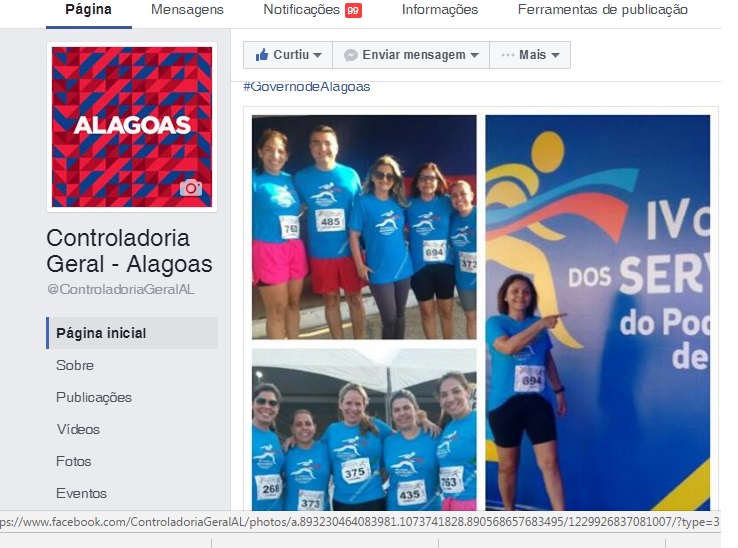 Página Mensagens Notificações 99 Informações Ferramentas de publicação
Curtiu Enviar mensagem Mais
#GovernodeAlagoas
ALAGOAS
Controladoria
Geral - Alagoas
@ControladoriaGeralAL
Página inicial
Sobre
Publicações
Vídeos
Fotos
Eventos
763
485
694
372
IV
DOS SERV
do Pod
de
694
268
373
375
435
763
ps://www.facebook.com/ControladoriaGeralAL/photos/a.893230464083981.1073741828.890568657683495/1229926837081007/?type=3